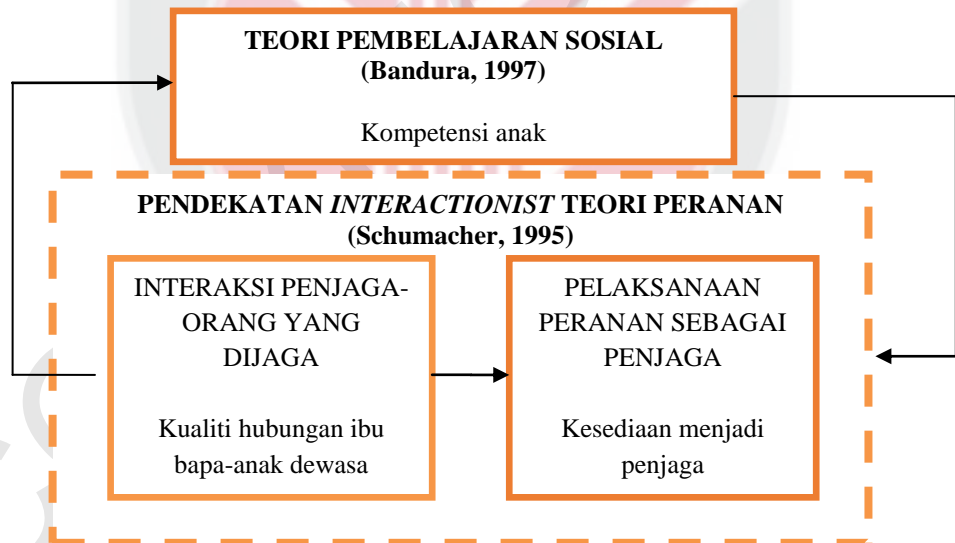 TEORI PEMBELAJARAN SOSIAL
(Bandura, 1997)
Kompetensi anak
PENDEKATAN INTERACTIONIST TEORI PERANAN
(Schumacher, 1995)
INTERAKSI PENJAGA-
ORANG YANG
DIJAGA
Kualiti hubungan ibu
bapa-anak dewasa
PELAKSANAAN
PERANAN SEBAGAI
PENJAGA
Kesediaan menjadi
penjaga